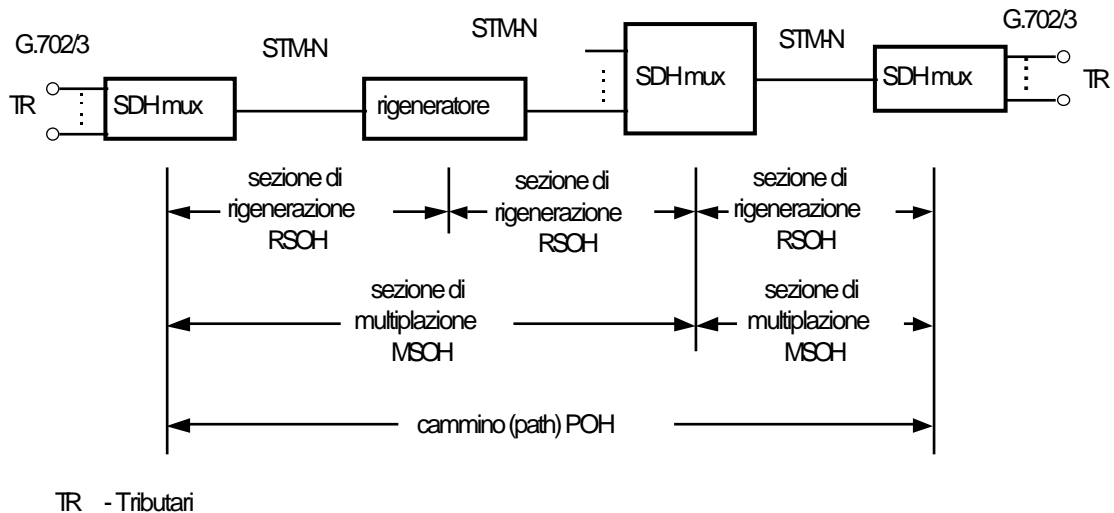 G.702/3
STM-N
STM-N
STM-N
G.702/3
TR
SDH mux
rigeneratore
SDH mux
SDH mux
TR
sezione di
rigenerazione
RSOH
sezione di
rigenerazione
RSOH
sezione di
rigenerazione
RSOH
sezione di
multiplazione
MSOH
sezione di
multiplazione
MSOH
cammino (path) POH
TR - Tributari